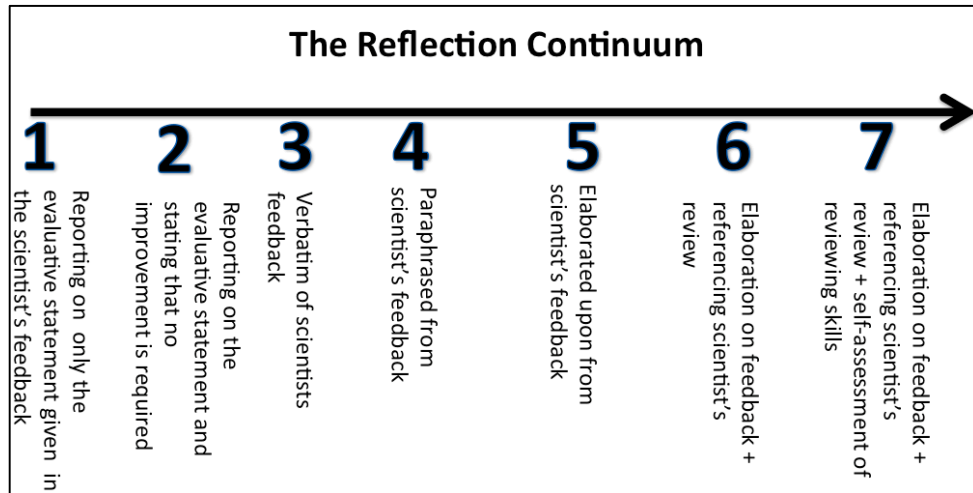 The Reflection Continuum
1
2
3
4
5
6
7
Reporting on only the
evaluative statement given in
the scientist's feedback
Reporting on the
evaluative statement and
stating that no
improvement is required
Verbatim of scientists
feedback
Paraphrased from
scientist's feedback
Elaborated upon from
scientist's feedback
Elaboration on feedback +
referencing scientist's
review
Elaboration on feedback +
referencing scientist's
review + self-assessment of
reviewing skills